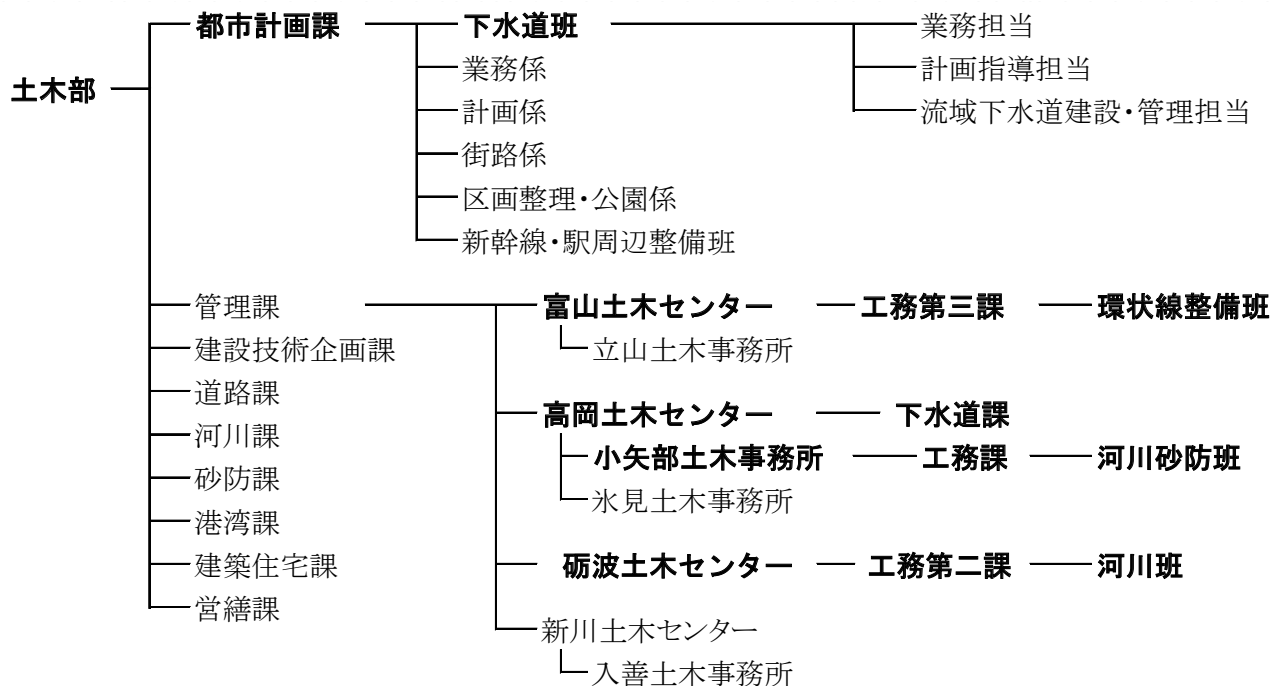 都市計画課 下水道班 業務担当
業務係 計画指導担当
土木部
計画係 流域下水道建設・管理担当
街路係
区画整理・公園係
新幹線・駅周辺整備班
管理課 富山土木センター 工務第三課 環状線整備班
建設技術企画課 立山土木事務所
道路課 高岡土木センター 下水道課
河川課 小矢部土木事務所 工務課 河川砂防班
砂防課 氷見土木事務所
港湾課
建築住宅課 砺波土木センター 工務第二課 河川班
営繕課
新川土木センター
入善土木事務所